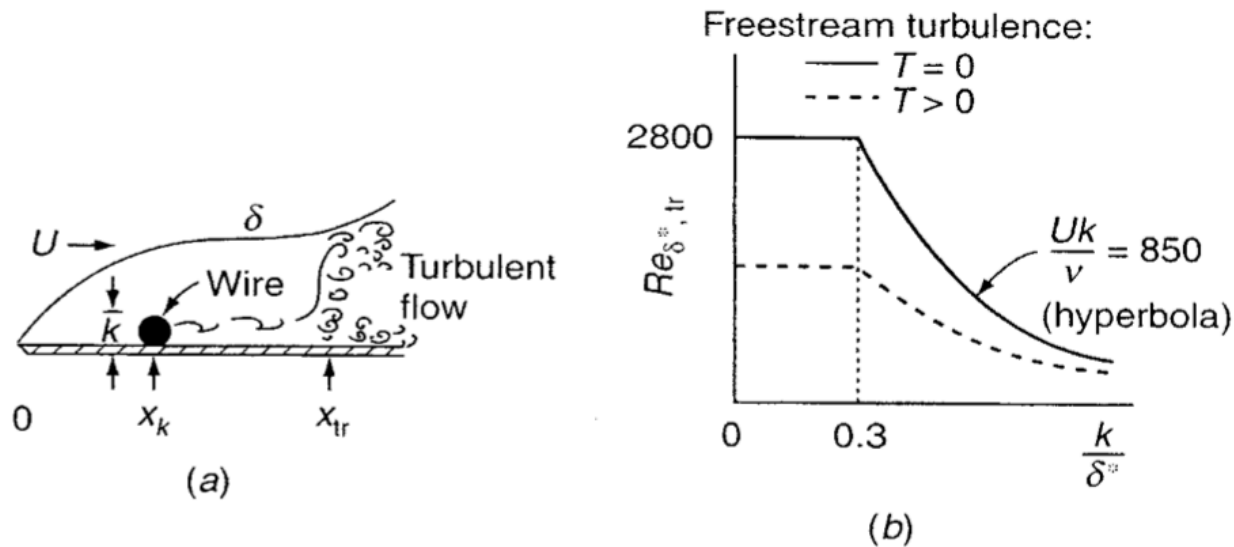 δ
U
Wire
k
Turbulent
flow
0
x_k
x_tr
(a)
Freestream turbulence:
T = 0
T > 0
2800
Re_δ*, tr
Uk/ν = 850
(hyperbola)
0
0.3
k/δ*
(b)